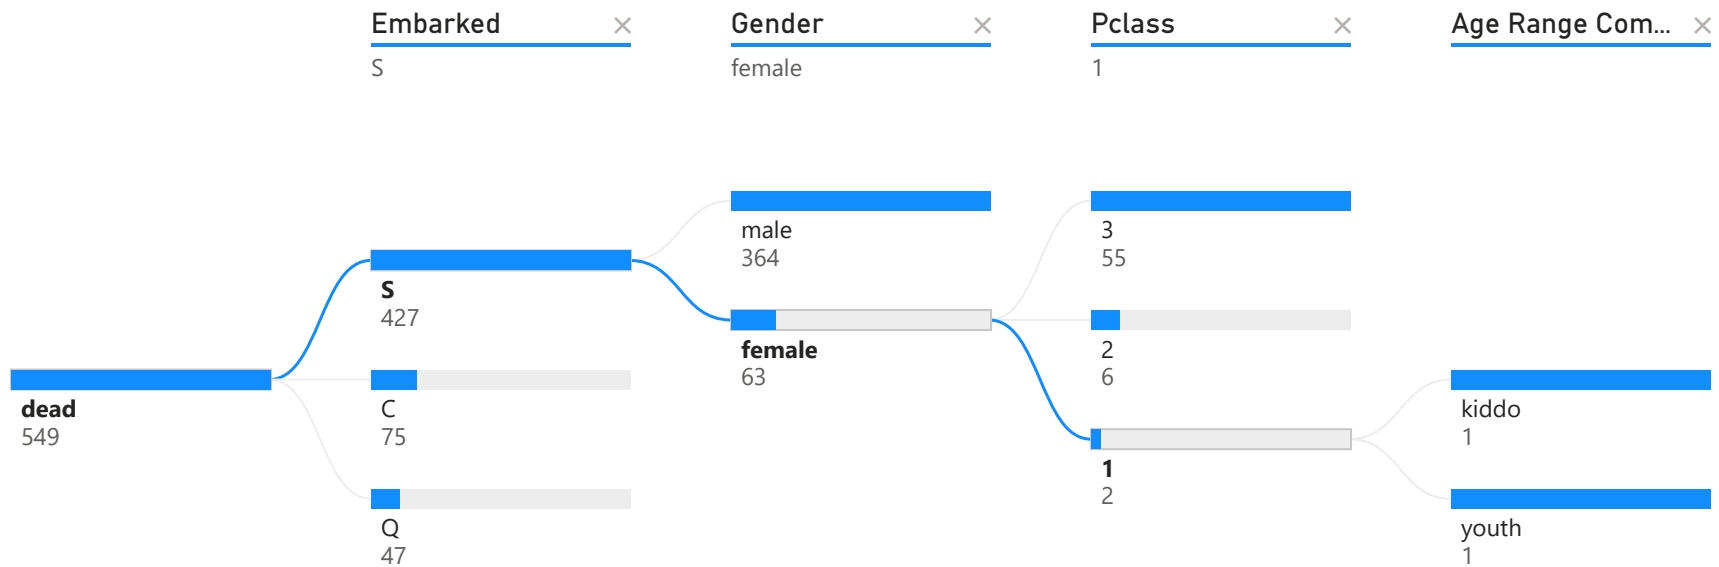 Embarked
S
Gender
female
Pclass
1
Age Range Com...
dead
549
S
427
C
75
Q
47
male
364
female
63
3
55
2
6
1
2
kiddo
1
youth
1